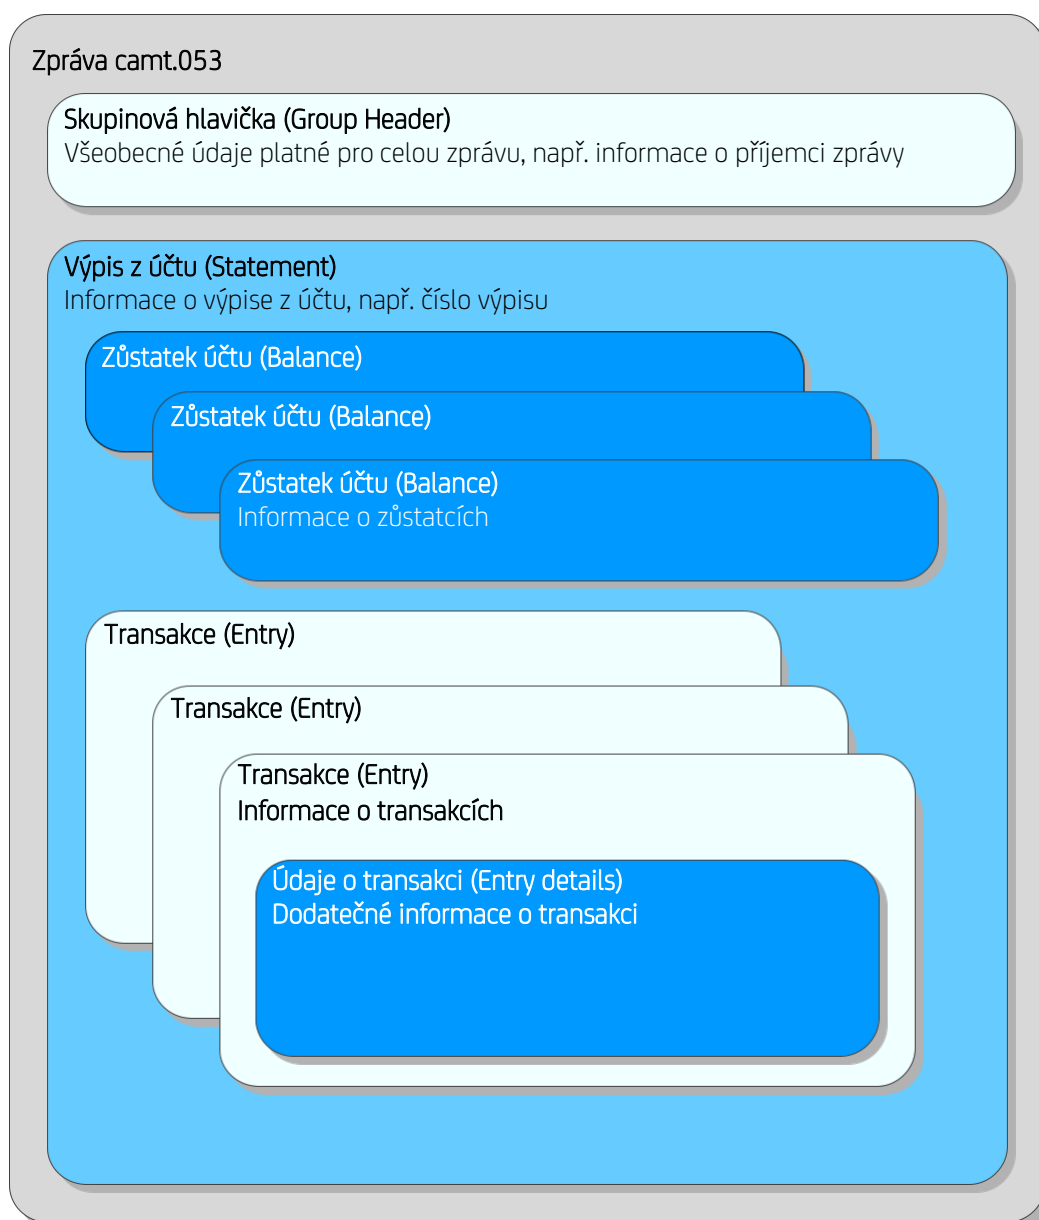 Zpráva camt.053
Skupinová hlavička (Group Header)
Všeobecné údaje platné pro celou zprávu, např. informace o příjemci zprávy
Výpis z účtu (Statement)
Informace o výpise z účtu, např. číslo výpisu
Zůstatek účtu (Balance)
Zůstatek účtu (Balance)
Zůstatek účtu (Balance)
Informace o zůstatcích
Transakce (Entry)
Transakce (Entry)
Transakce (Entry)
Informace o transakcích
Údaje o transakci (Entry details)
Dodatečné informace o transakci